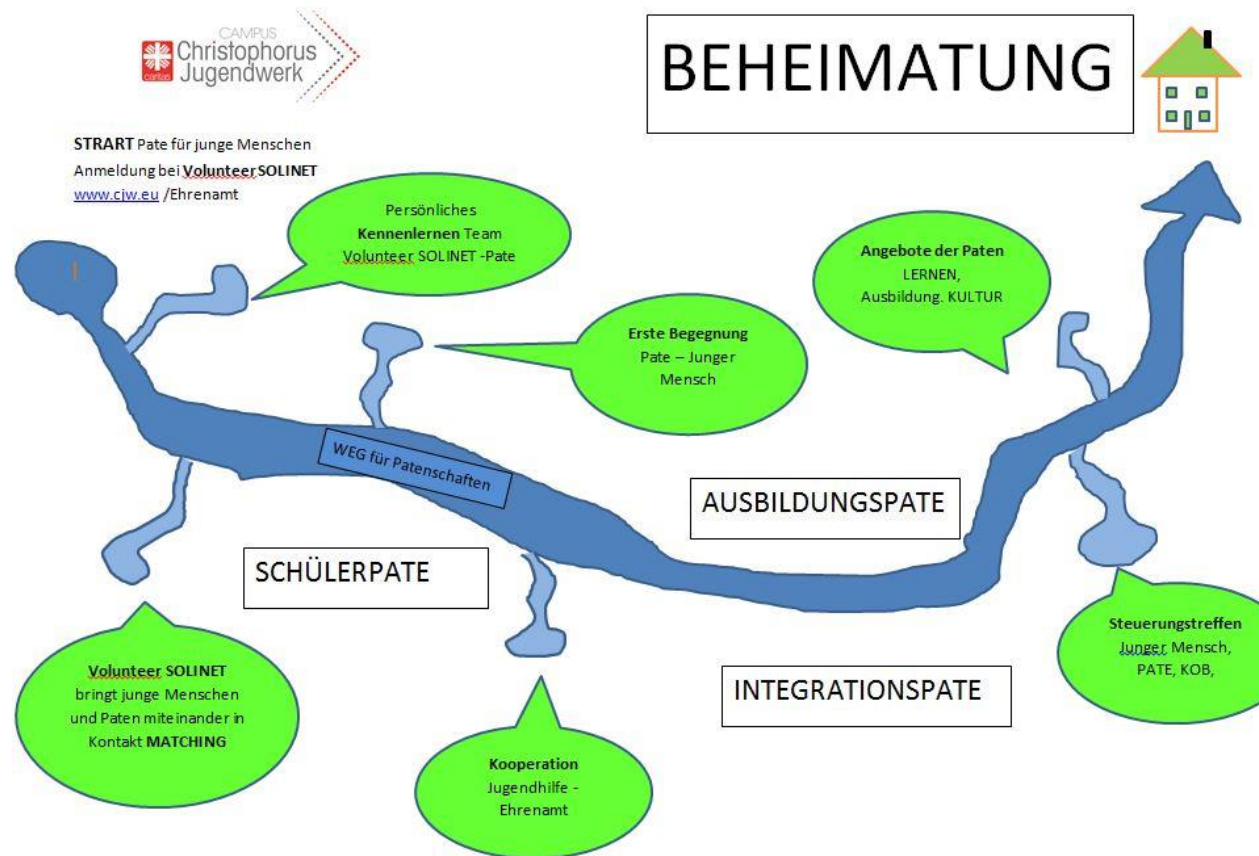 CAMPUS
Christophorus
Jugendwerk
caritas
BEHEIMATUNG
STRART Pate für junge Menschen
Anmeldung bei Volunteer SOLINET
www.cjw.eu /Ehrenamt
Persönliches
Kennenlernen Team
Volunteer SOLINET -Pate
Angebote der Paten
LERNEN,
Ausbildung. KULTUR
Erste Begegnung
Pate – Junger
Mensch
WEG für Patenschaften
AUSBILDUNGSPATE
SCHÜLERPATE
Steuerungstreffen
Junger Mensch,
PATE, KOB,
Volunteer SOLINET
bringt junge Menschen
und Paten miteinander in
Kontakt MATCHING
INTEGRATIONSPATE
Kooperation
Jugendhilfe -
Ehrenamt